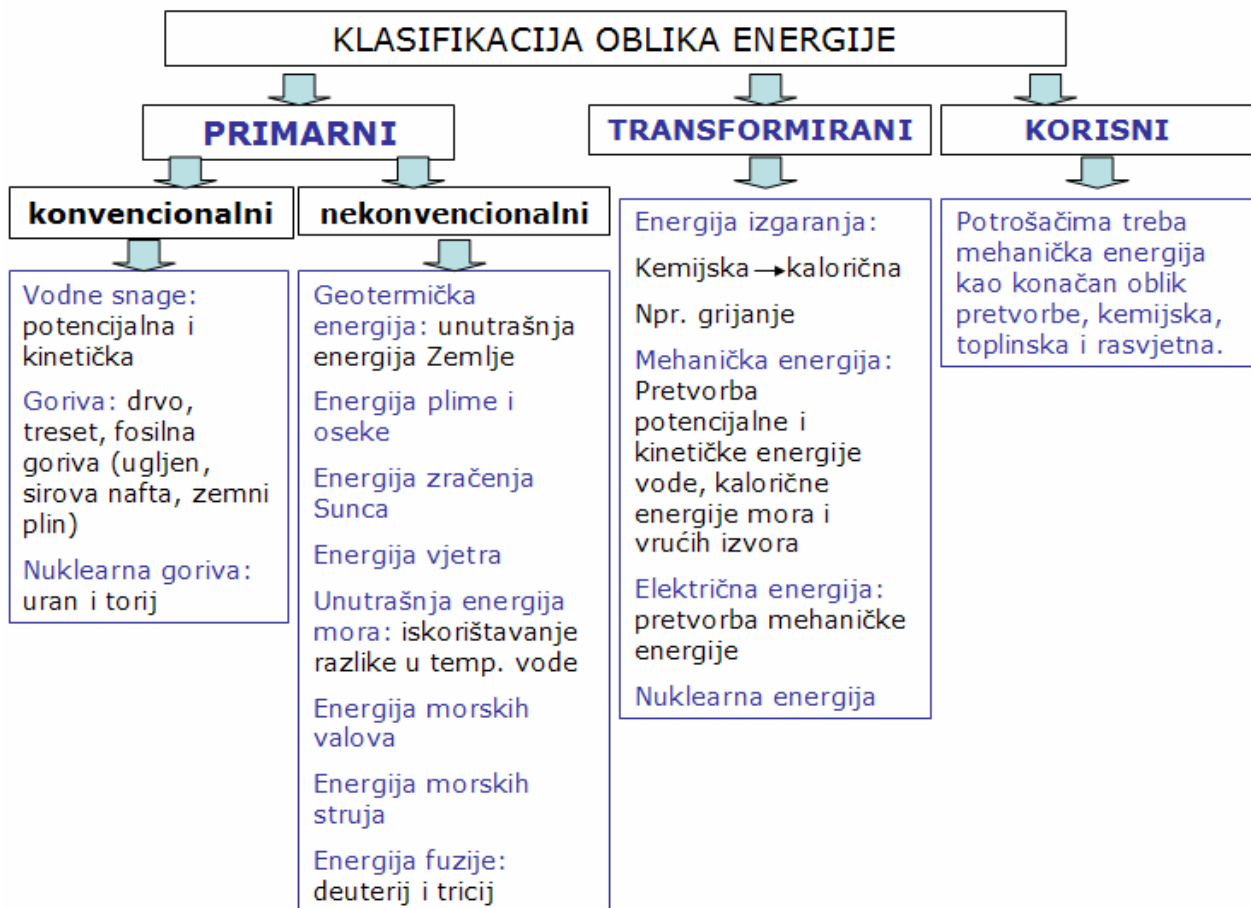 KLASIFIKACIJA OBLIKA ENERGIJE
PRIMARNI
TRANSFORMIRANI
KORISNI
konvencionalni
nekonvencionalni
Vodne snage:
potencijalna i
kinetička
Goriva: drvo,
treset, fosilna
goriva (ugljen,
sirova nafta, zemni
plin)
Nuklearna goriva:
uran i torij
Geotermička
energija: unutrašnja
energija Zemlje
Energija plime i
oseke
Energija zračenja
Sunca
Energija vjetra
Unutrašnja energija
mora: iskorištavanje
razlike u temp. vode
Energija morskih
valova
Energija morskih
struja
Energija fuzije:
deuterij i tricij
Energija izgaranja:
Kemijska→kalorična
Npr. grijanje
Mehanička energija:
Pretvorba
potencijalne i
kinetičke energije
vode, kalorične
energije mora i
vrućih izvora
Električna energija:
pretvorba mehaničke
energije
Nuklearna energija
Potrošačima treba
mehanička energija
kao konačan oblik
pretvorbe, kemijska,
toplinska i rasvjetna.